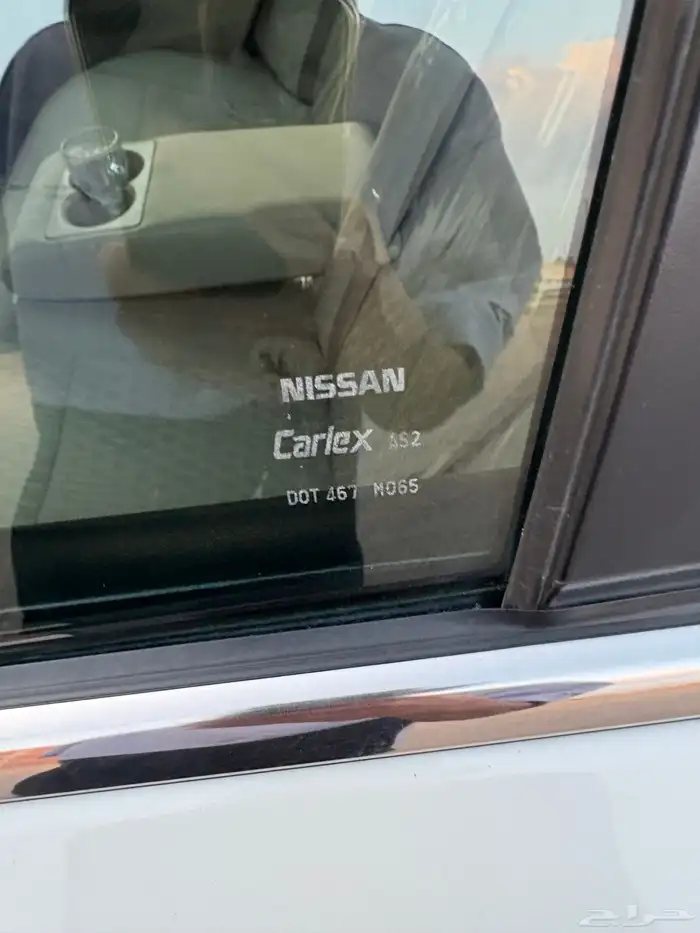 NISSAN
Carlex AS2
DOT 467 M065
حراج